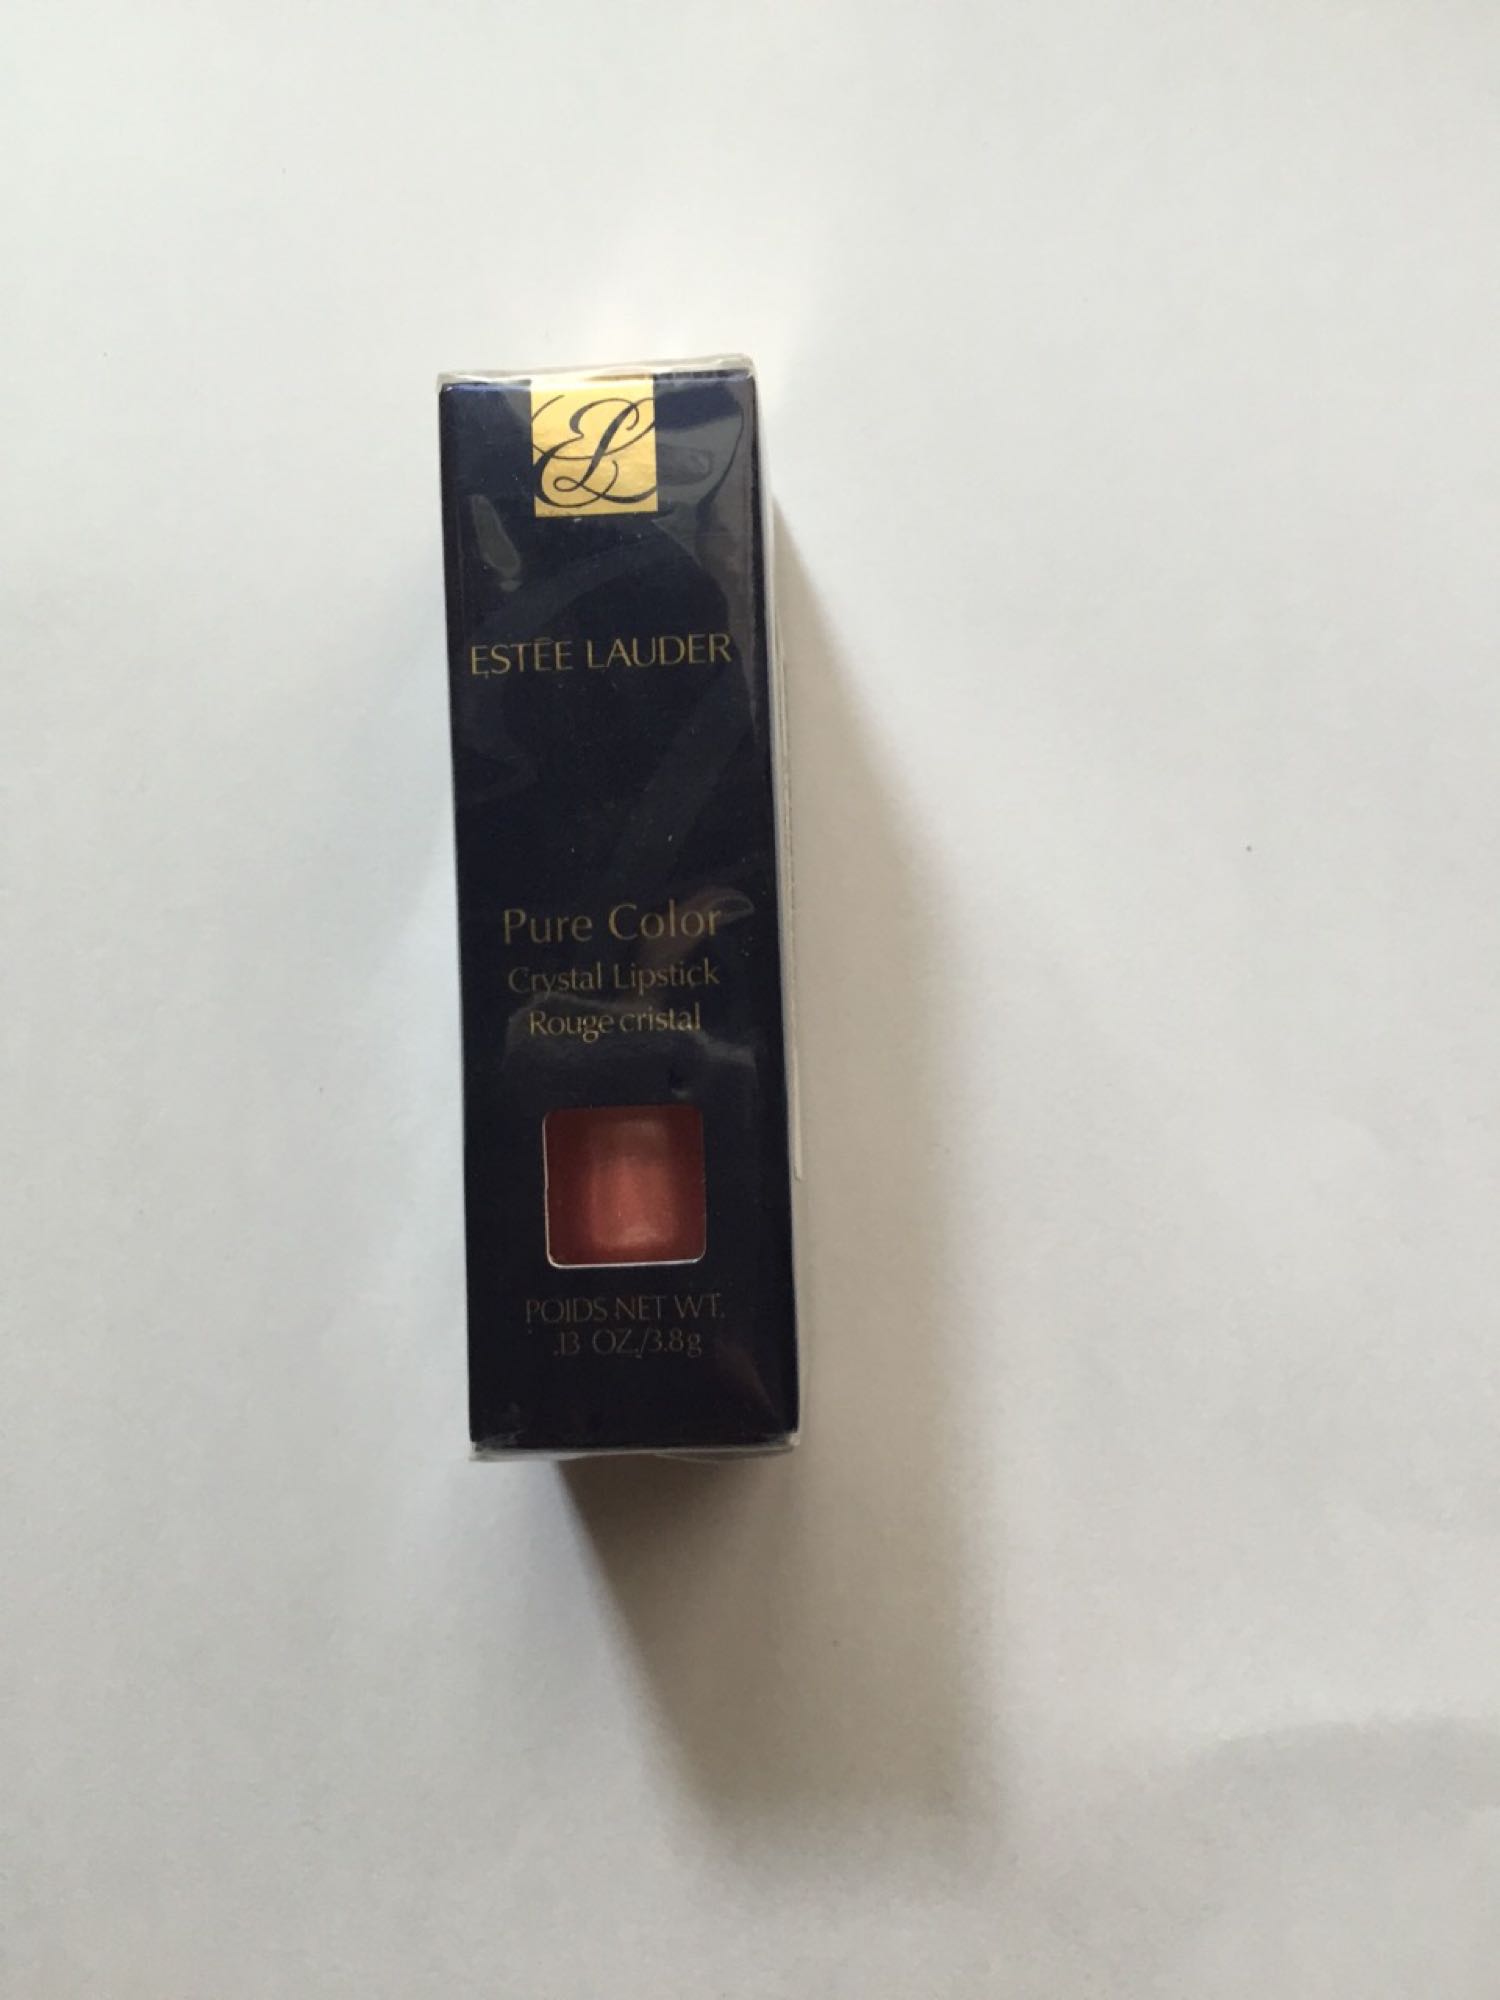 EL
ESTĒE LAUDER
Pure Color
Crystal Lipstick
Rouge cristal
POIDS NET WT.
.13 OZ./3.8g